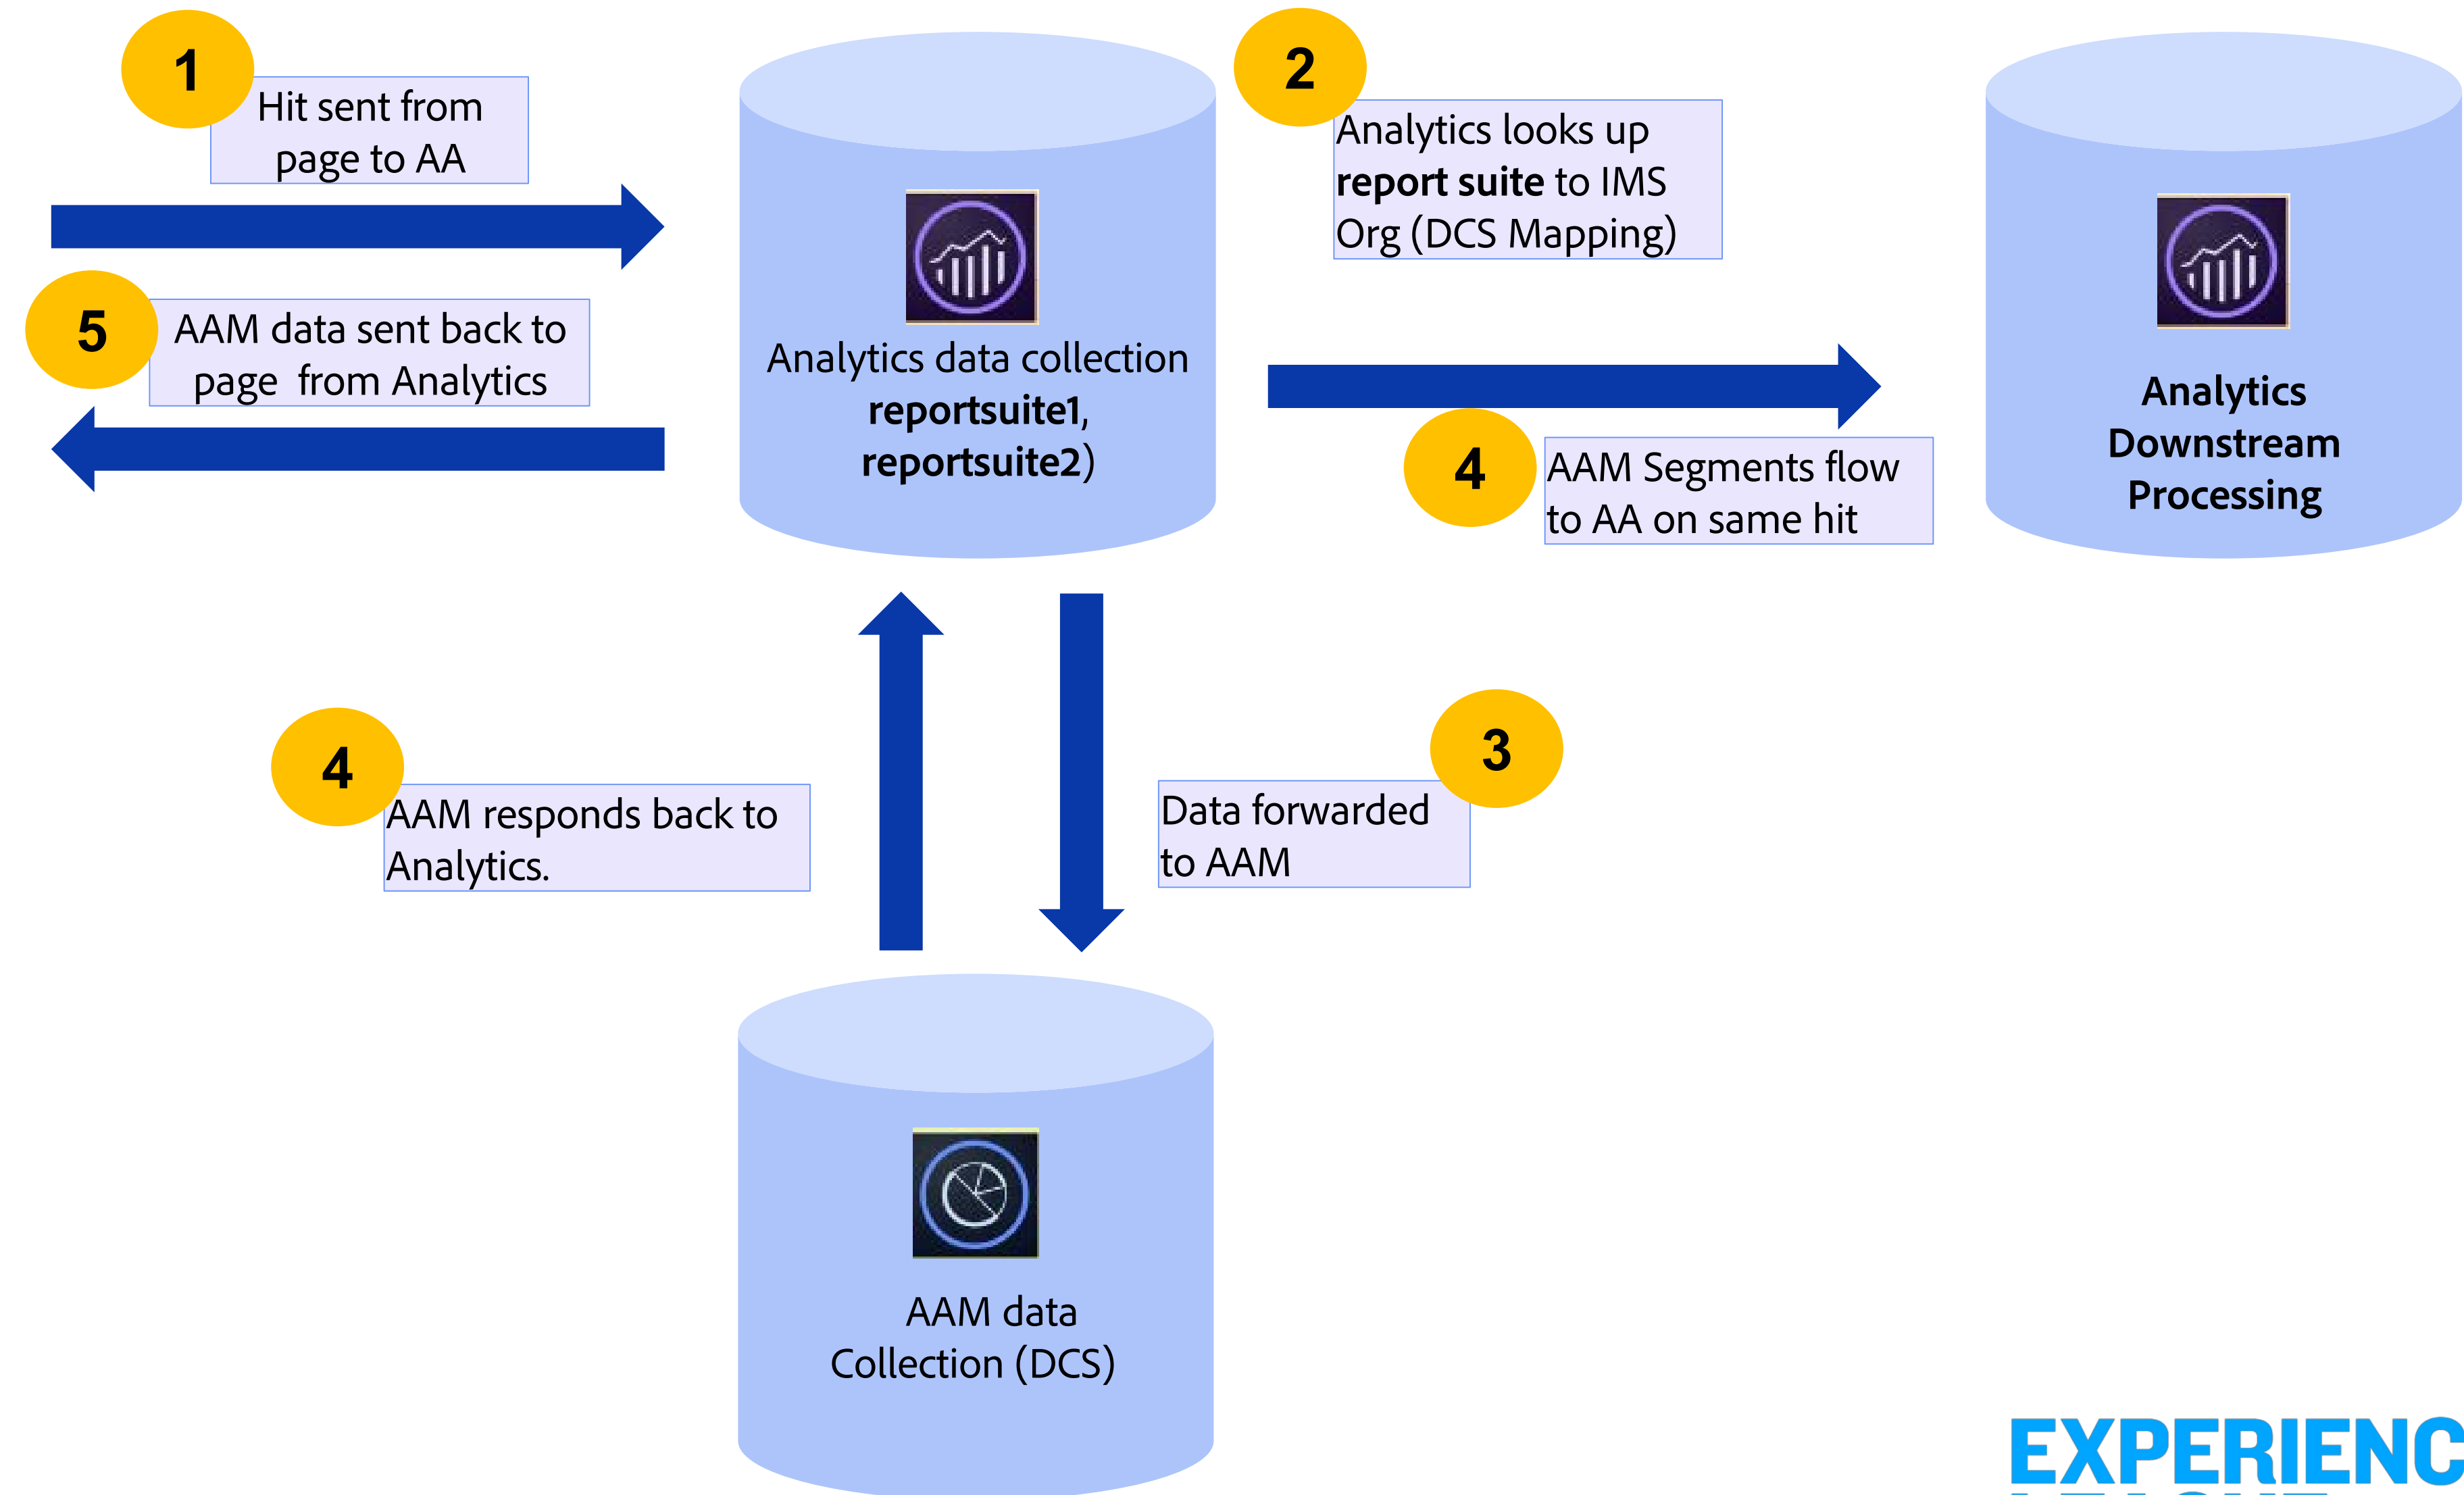 1
Hit sent from
page to AA
2
Analytics looks up
report suite to IMS
Org (DCS Mapping)
5
AAM data sent back to
page from Analytics
Analytics data collection
reportsuite1,
reportsuite2)
4
AAM Segments flow
to AA on same hit
Analytics
Downstream
Processing
4
AAM responds back to
Analytics.
3
Data forwarded
to AAM
AAM data
Collection (DCS)
EXPERIENC